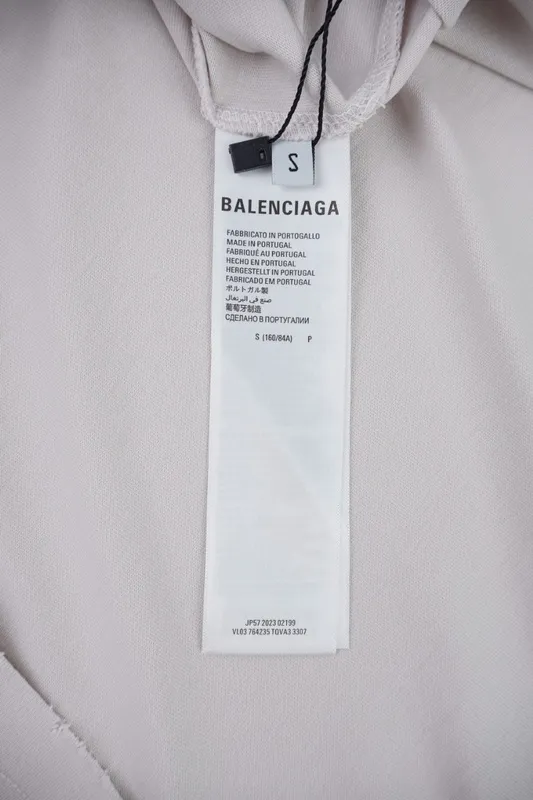 S
BALENCIAGA
FABBRICATO IN PORTOGALLO
MADE IN PORTUGAL
FABRIQUÉ AU PORTUGAL
HECHO EN PORTUGAL
HERGESTELLT IN PORTUGAL
FABRICADO EM PORTUGAL
ポルトガル製
صنع في البرتغال
葡萄牙制造
СДЕЛАНО В ПОРТУГАЛИИ
S (160/84A) P
JP57 2023 02199
VL03 764235 TQVA3 3307